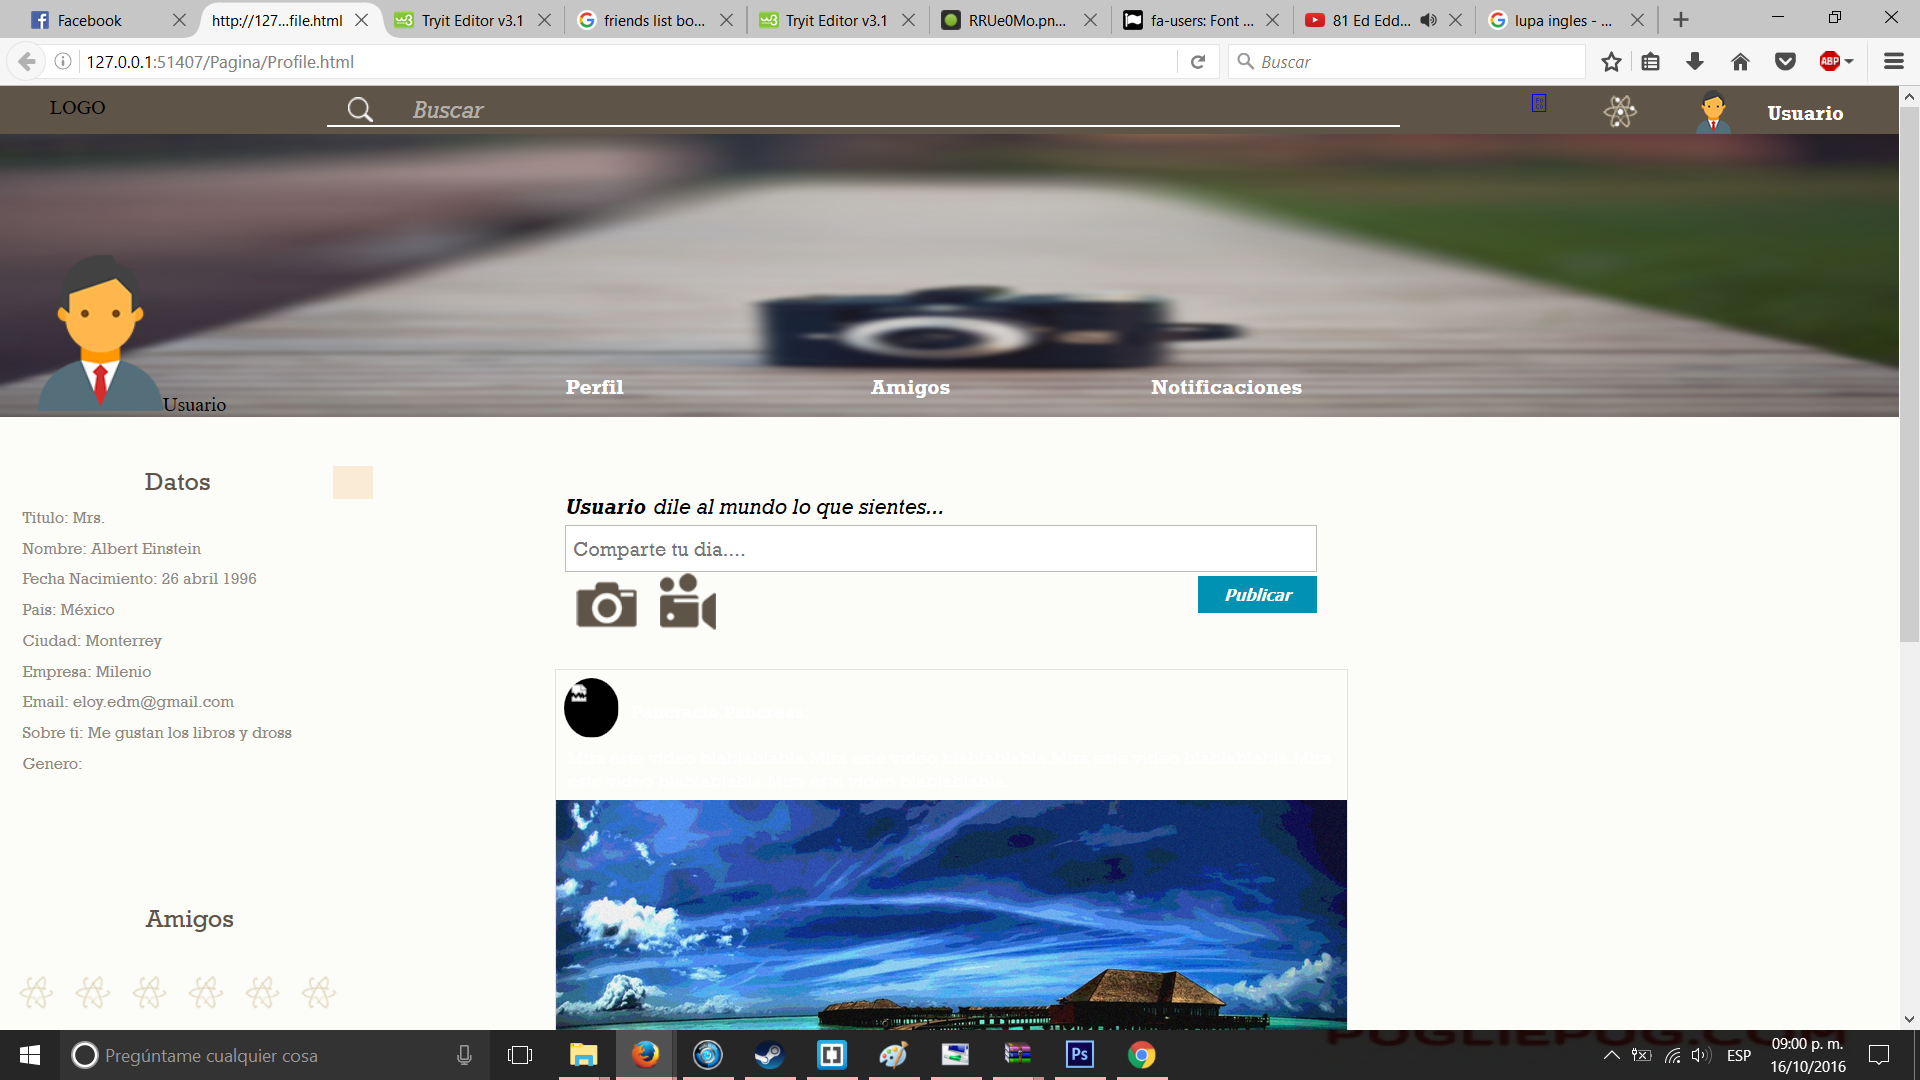 Facebook
http://127...file.html
Tryit Editor v3.1
friends list bo...
Tryit Editor v3.1
RRUe0Mo.pn...
fa-users: Font ...
81 Ed Edd...
lupa ingles - ...
127.0.0.1:51407/Pagina/Profile.html
Buscar
ABP
LOGO
Buscar
Usuario
Usuario
Perfil
Amigos
Notificaciones
Datos
Titulo: Mrs.
Nombre: Albert Einstein
Fecha Nacimiento: 26 abril 1996
Pais: México
Ciudad: Monterrey
Empresa: Milenio
Email: eloy.edm@gmail.com
Sobre ti: Me gustan los libros y dross
Genero:
Amigos
Usuario dile al mundo lo que sientes...
Comparte tu dia....
Publicar
POGLIEPUG.COM
Pregúntame cualquier cosa
Ps
ESP
09:00 p. m.
16/10/2016